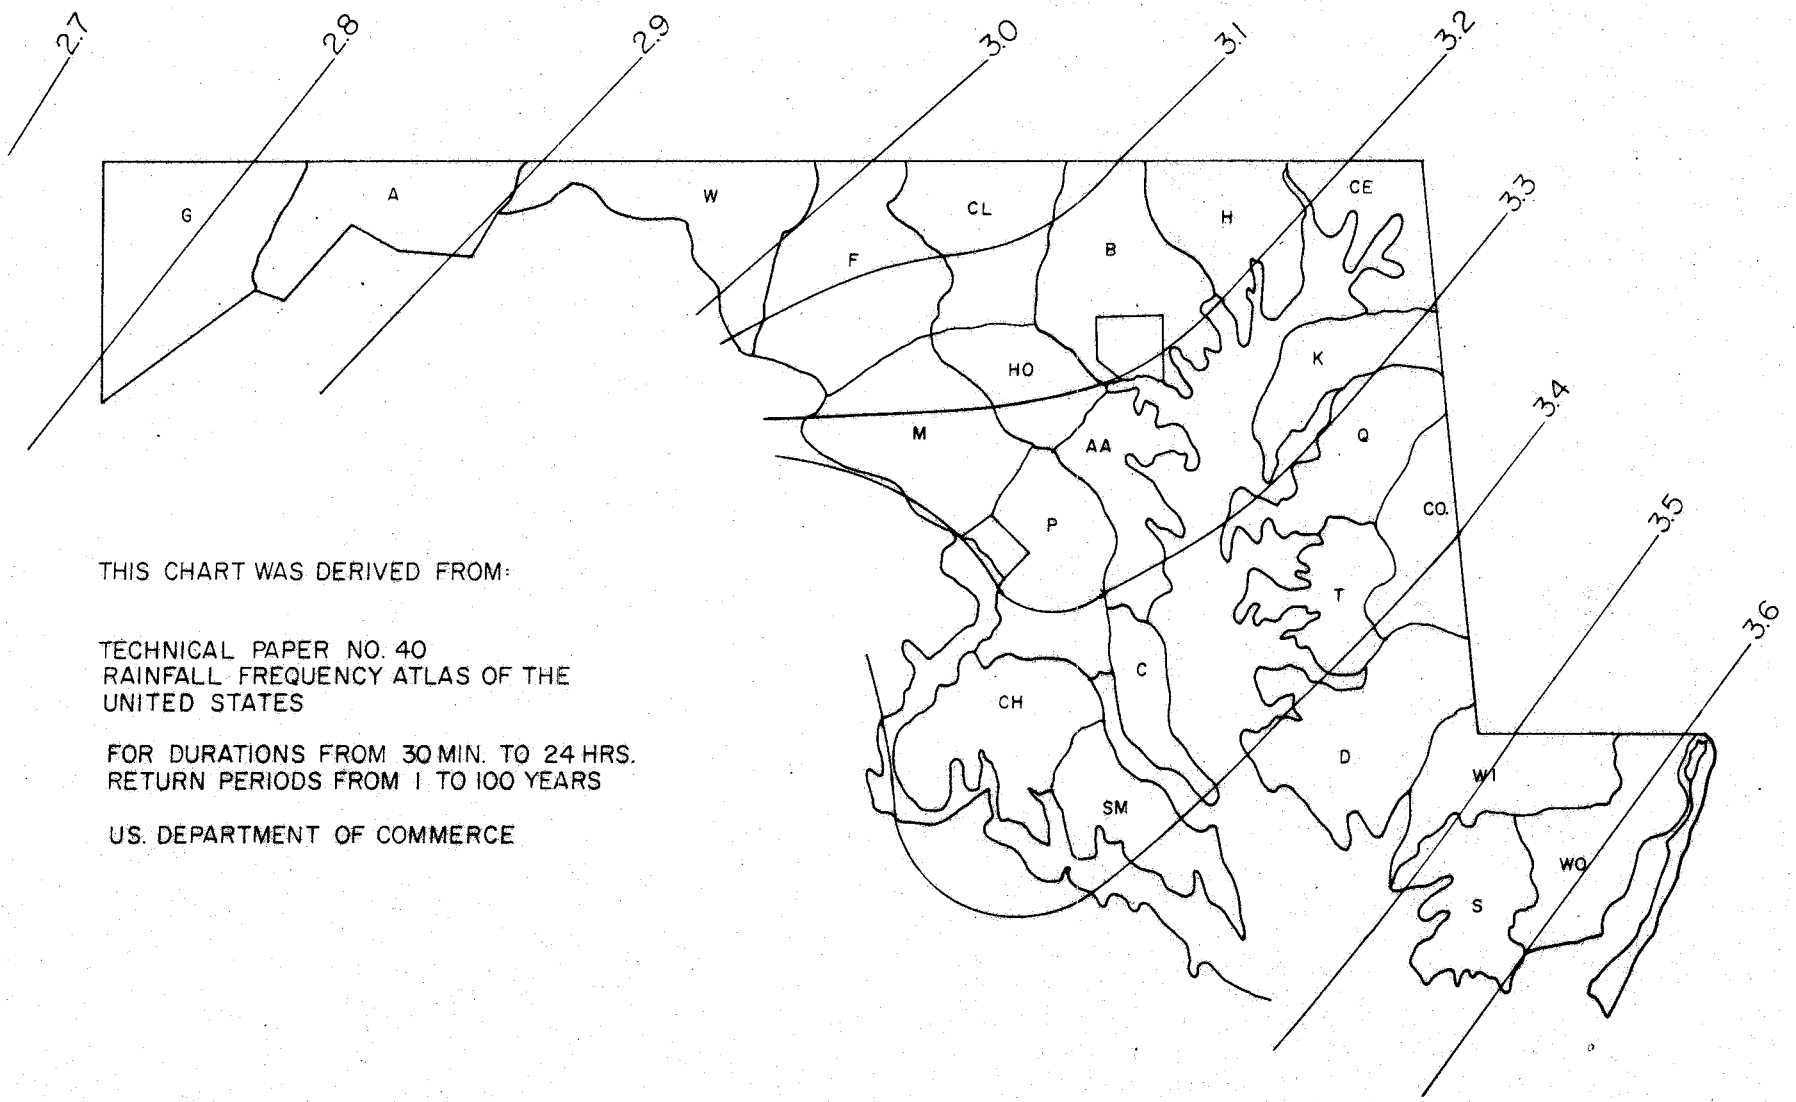 2.7
2.8
2.9
3.0
3.1
3.2
3.3
3.4
3.5
3.6
G
A
W
F
CL
B
H
CE
K
HO
M
AA
Q
CO.
P
T
C
CH
SM
D
WI
WO
S
THIS CHART WAS DERIVED FROM:
TECHNICAL PAPER NO. 40
RAINFALL FREQUENCY ATLAS OF THE
UNITED STATES
FOR DURATIONS FROM 30 MIN. TO 24 HRS.
RETURN PERIODS FROM 1 TO 100 YEARS
US. DEPARTMENT OF COMMERCE